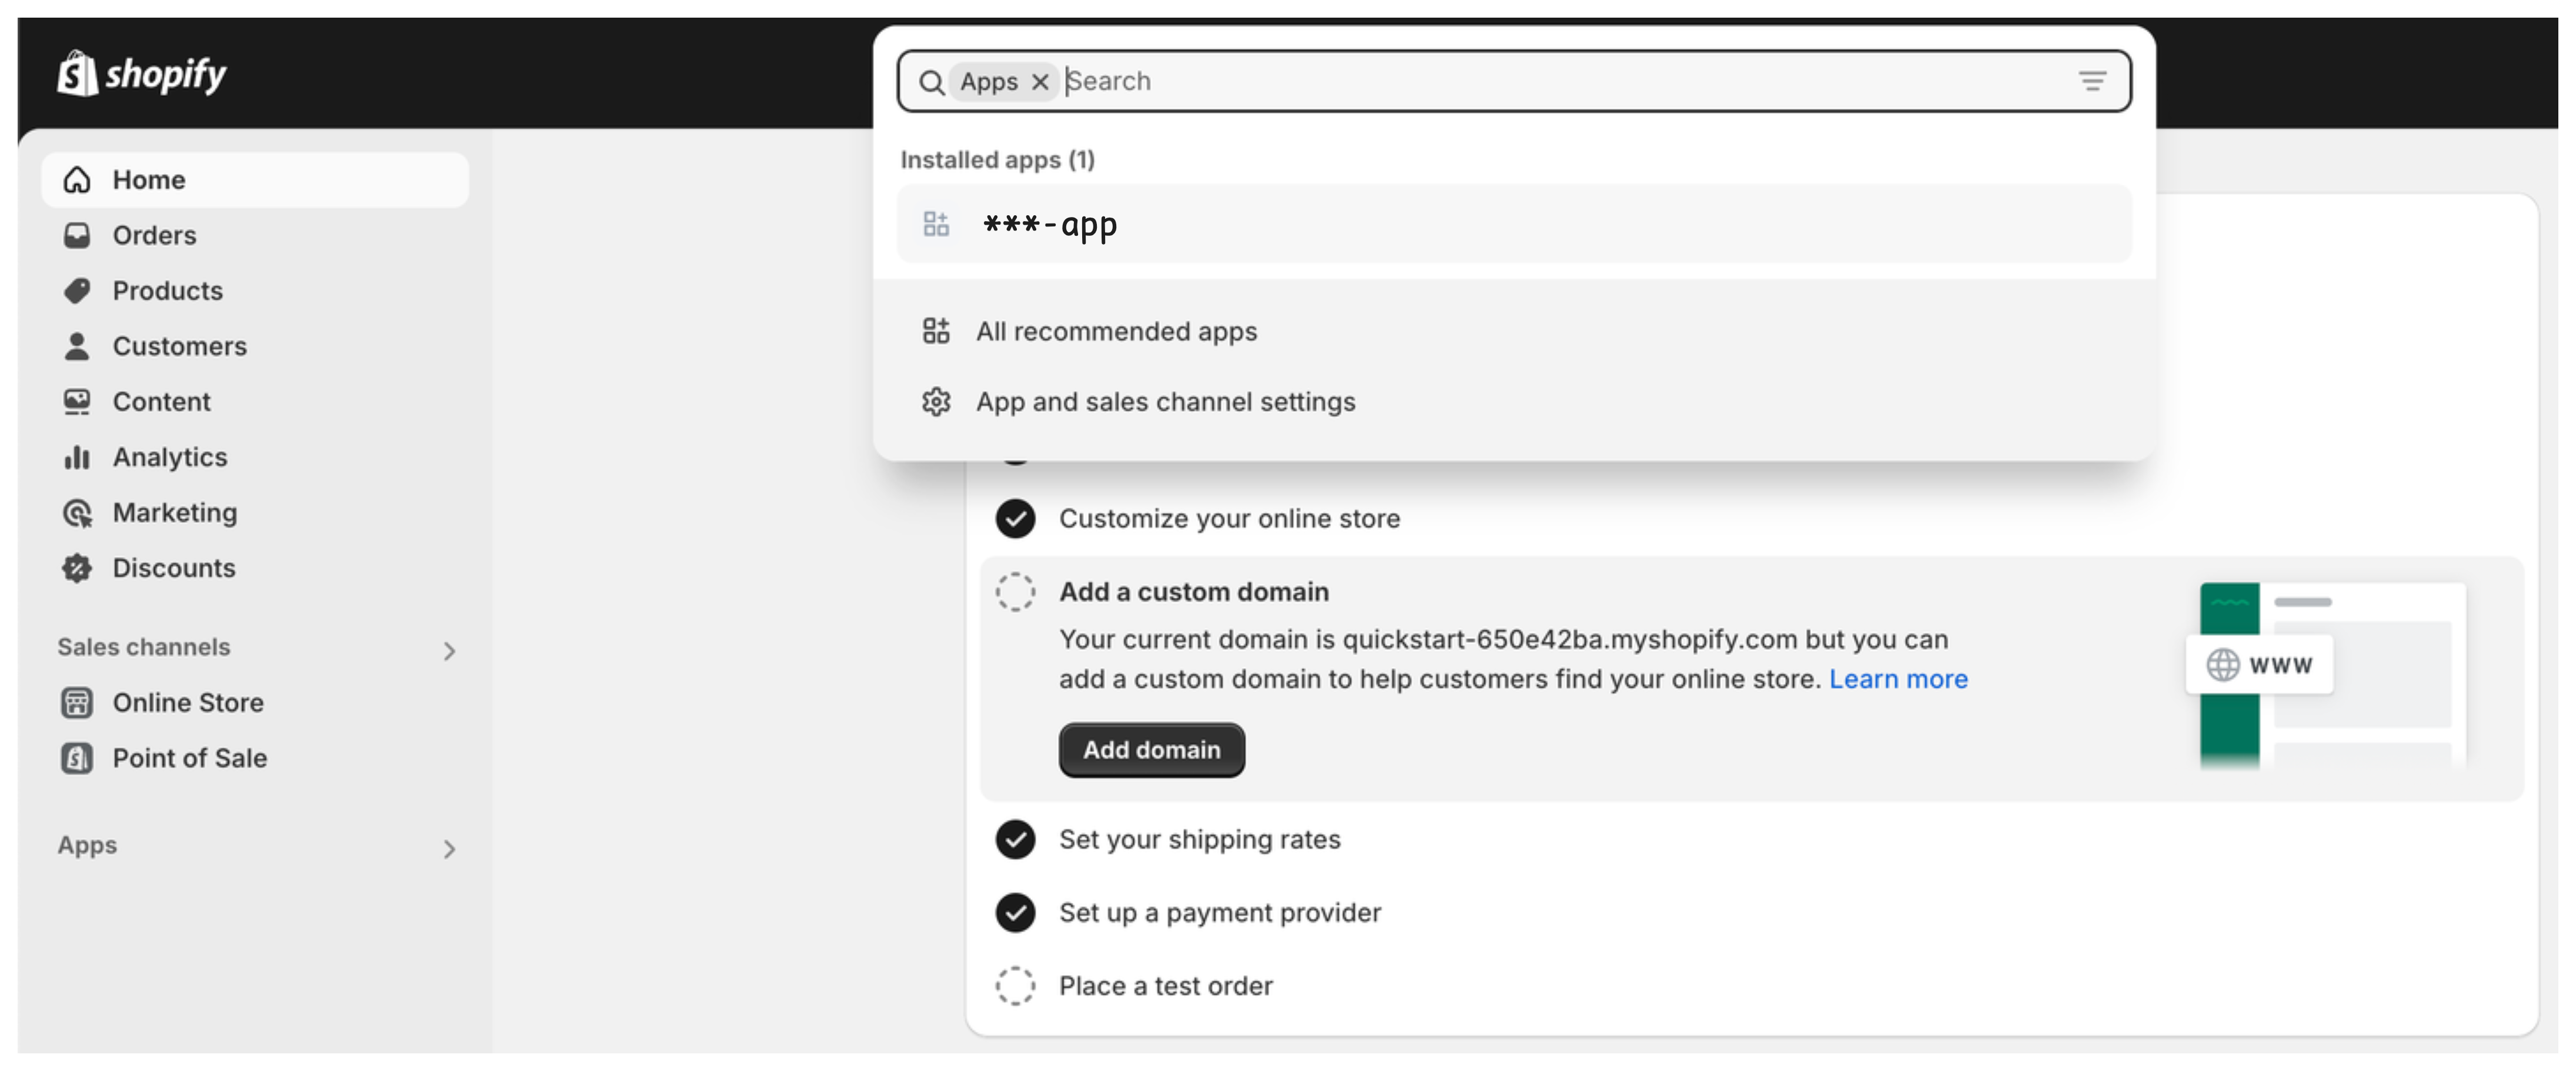 shopify
Apps
Search
Installed apps (1)
***-app
All recommended apps
App and sales channel settings
Home
Orders
Products
Customers
Content
Analytics
Marketing
Discounts
Sales channels
Online Store
Point of Sale
Apps
Customize your online store
Add a custom domain
Your current domain is quickstart-650e42ba.myshopify.com but you can
add a custom domain to help customers find your online store. Learn more
Add domain
www
Set your shipping rates
Set up a payment provider
Place a test order